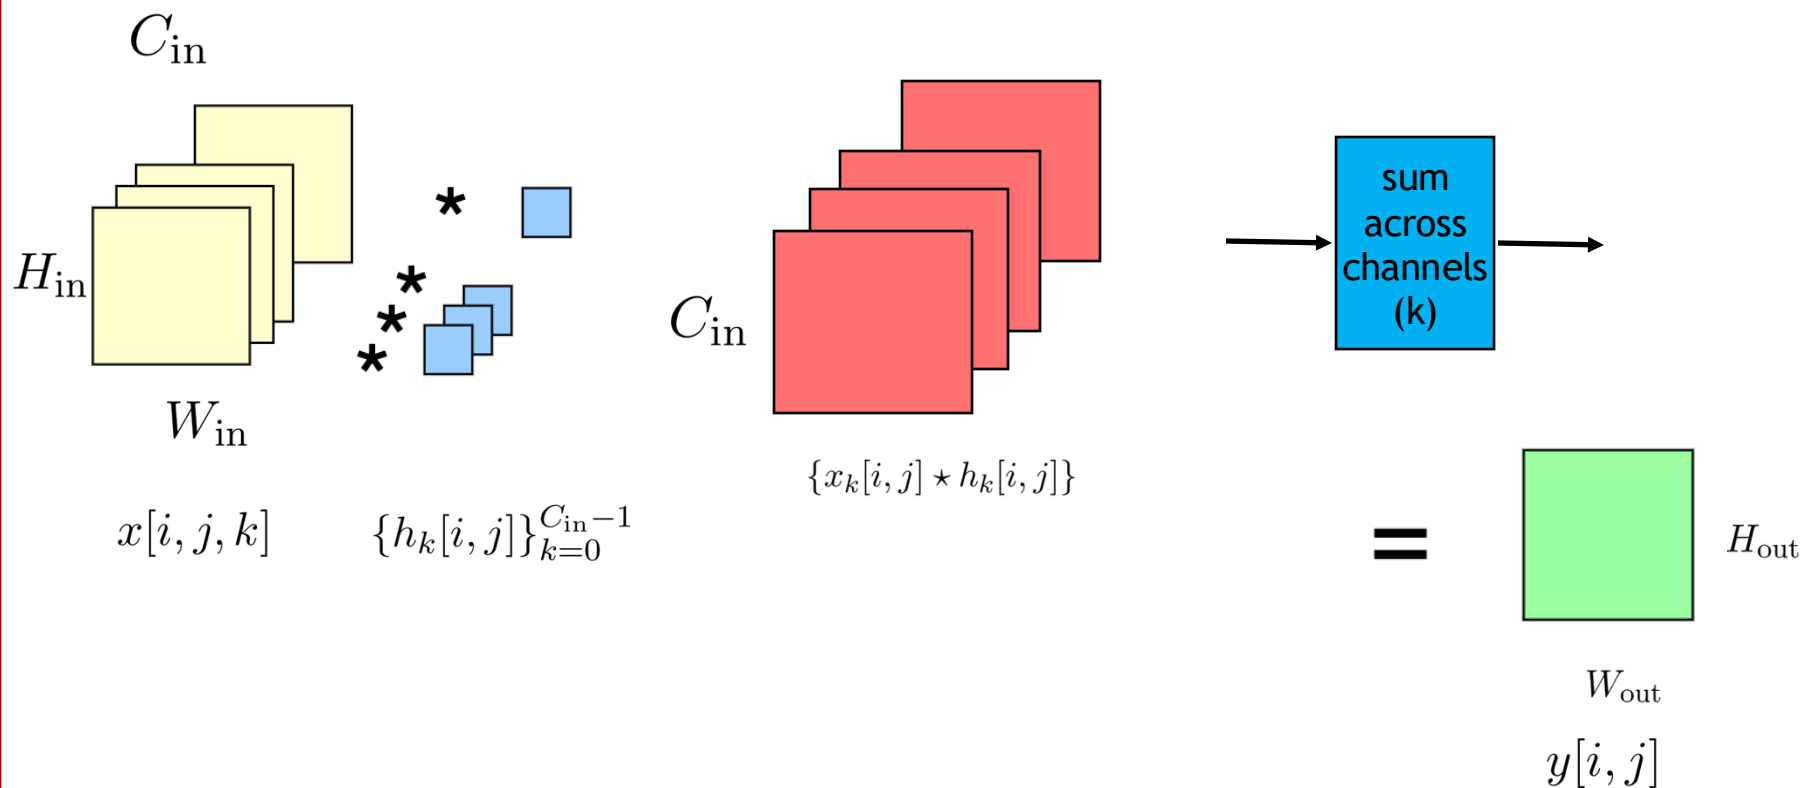 C_in
H_in
W_in
x[i, j, k]
*
*
*
*
{h_k[i, j]}_{k=0}^{C_in−1}
C_in
{x_k[i, j] ⋆ h_k[i, j]}
sum
across
channels
(k)
=
H_out
W_out
y[i, j]